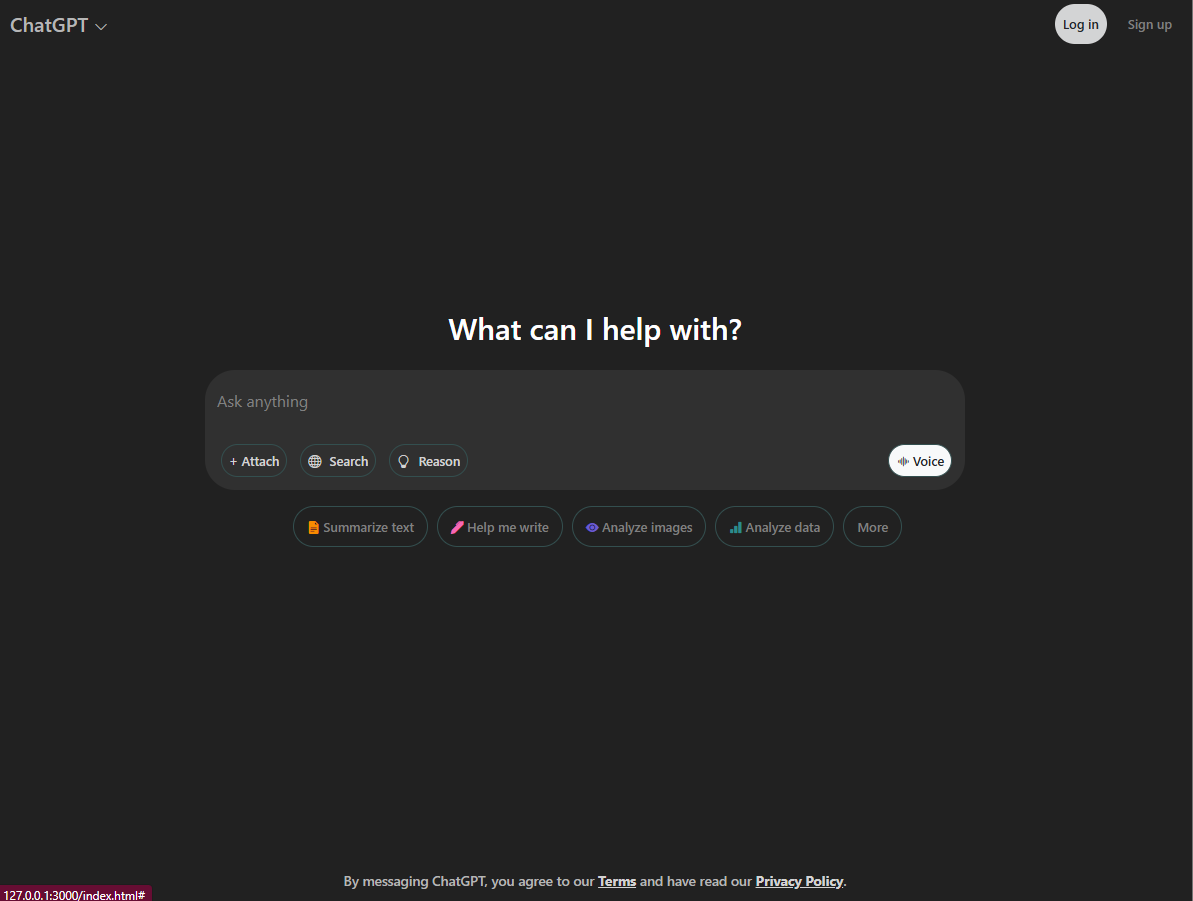 ChatGPT
Log in
Sign up
What can I help with?
Ask anything
+ Attach
Search
Reason
Voice
Summarize text
Help me write
Analyze images
Analyze data
More
By messaging ChatGPT, you agree to our Terms and have read our Privacy Policy.
127.0.0.1:3000/index.html#